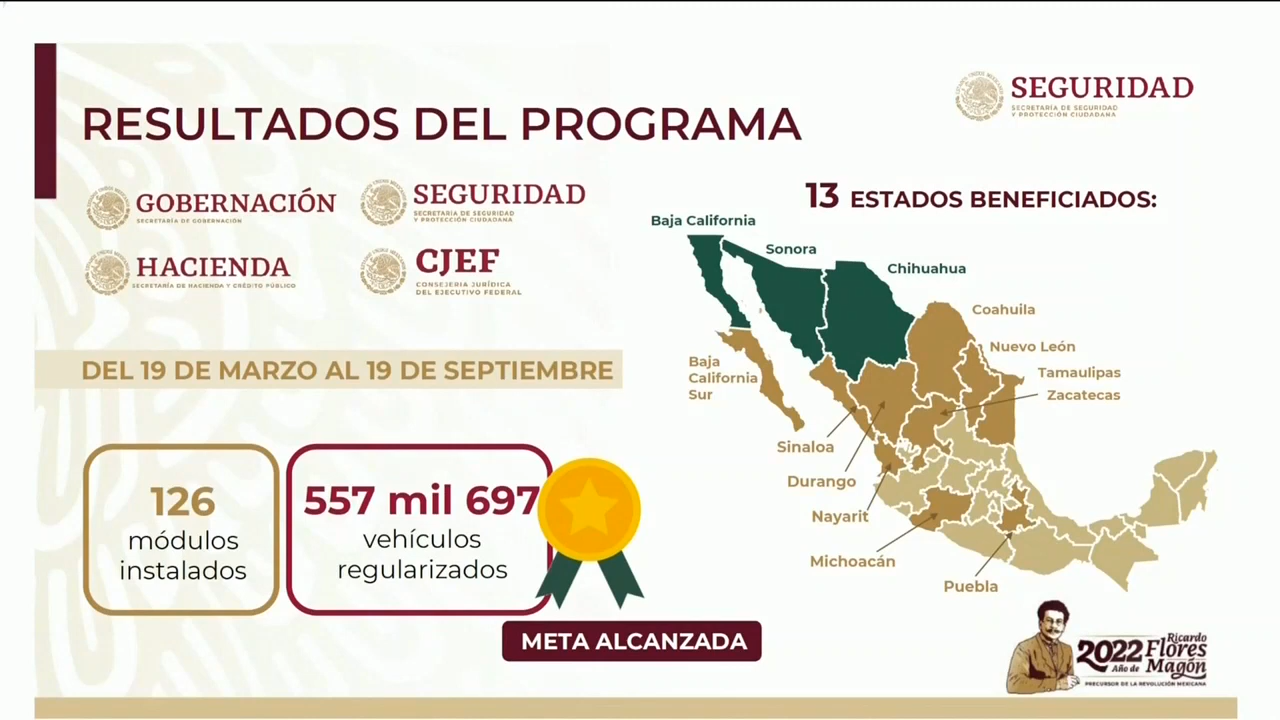 RESULTADOS DEL PROGRAMA
SEGURIDAD
SECRETARÍA DE SEGURIDAD
Y PROTECCIÓN CIUDADANA
GOBERNACIÓN
SECRETARÍA DE GOBERNACIÓN
SEGURIDAD
SECRETARÍA DE SEGURIDAD
Y PROTECCIÓN CIUDADANA
HACIENDA
SECRETARÍA DE HACIENDA Y CRÉDITO PÚBLICO
CJEF
CONSEJERÍA JURÍDICA
DEL EJECUTIVO FEDERAL
DEL 19 DE MARZO AL 19 DE SEPTIEMBRE
126
módulos
instalados
557 mil 697
vehículos
regularizados
META ALCANZADA
13 ESTADOS BENEFICIADOS:
Baja California
Sonora
Chihuahua
Coahuila
Nuevo León
Tamaulipas
Zacatecas
Baja
California
Sur
Sinaloa
Durango
Nayarit
Michoacán
Puebla
2022 Ricardo
Flores
Año de Magón
PRECURSOR DE LA REVOLUCIÓN MEXICANA